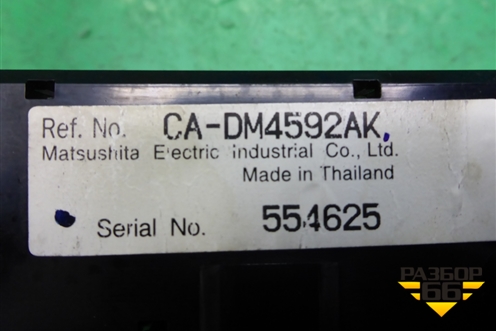 Ref. No. CA-DM4592AK
Matsushita Electric Industrial Co., Ltd.
Made in Thailand
Serial No. 554625
РАЗБОР
66